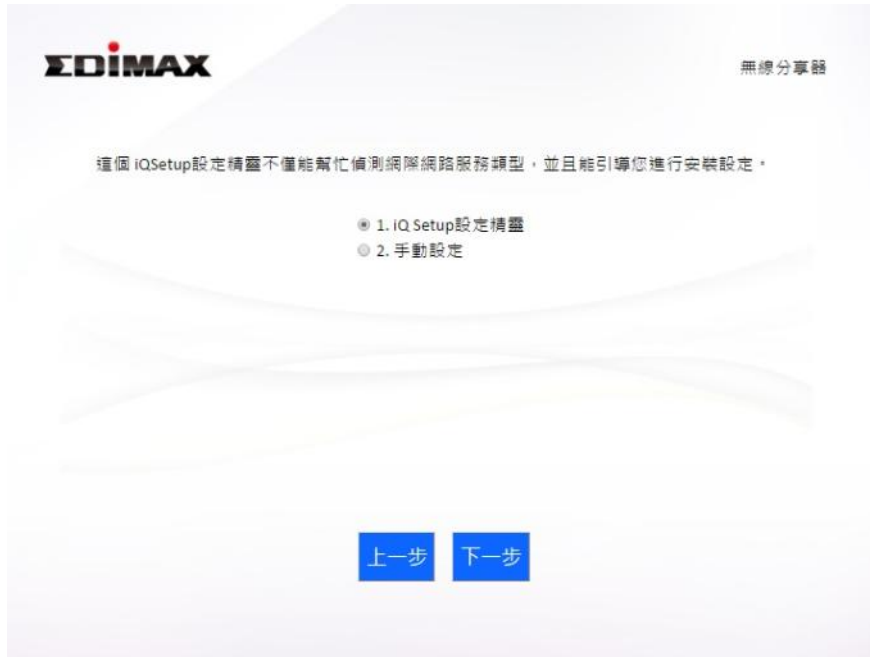 EDIMAX
無線分享器
這個 iQSetup設定精靈不僅能幫忙偵測網際網路服務類型，並且能引導您進行安裝設定。
1. iQ Setup設定精靈
2. 手動設定
上一步 下一步